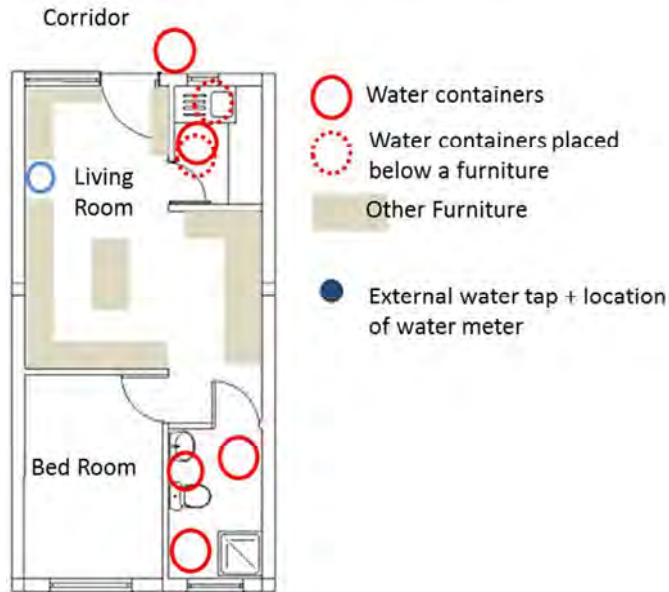 Corridor
Water containers
Water containers placed
below a furniture
Living
Room
Other Furniture
External water tap + location
of water meter
Bed Room